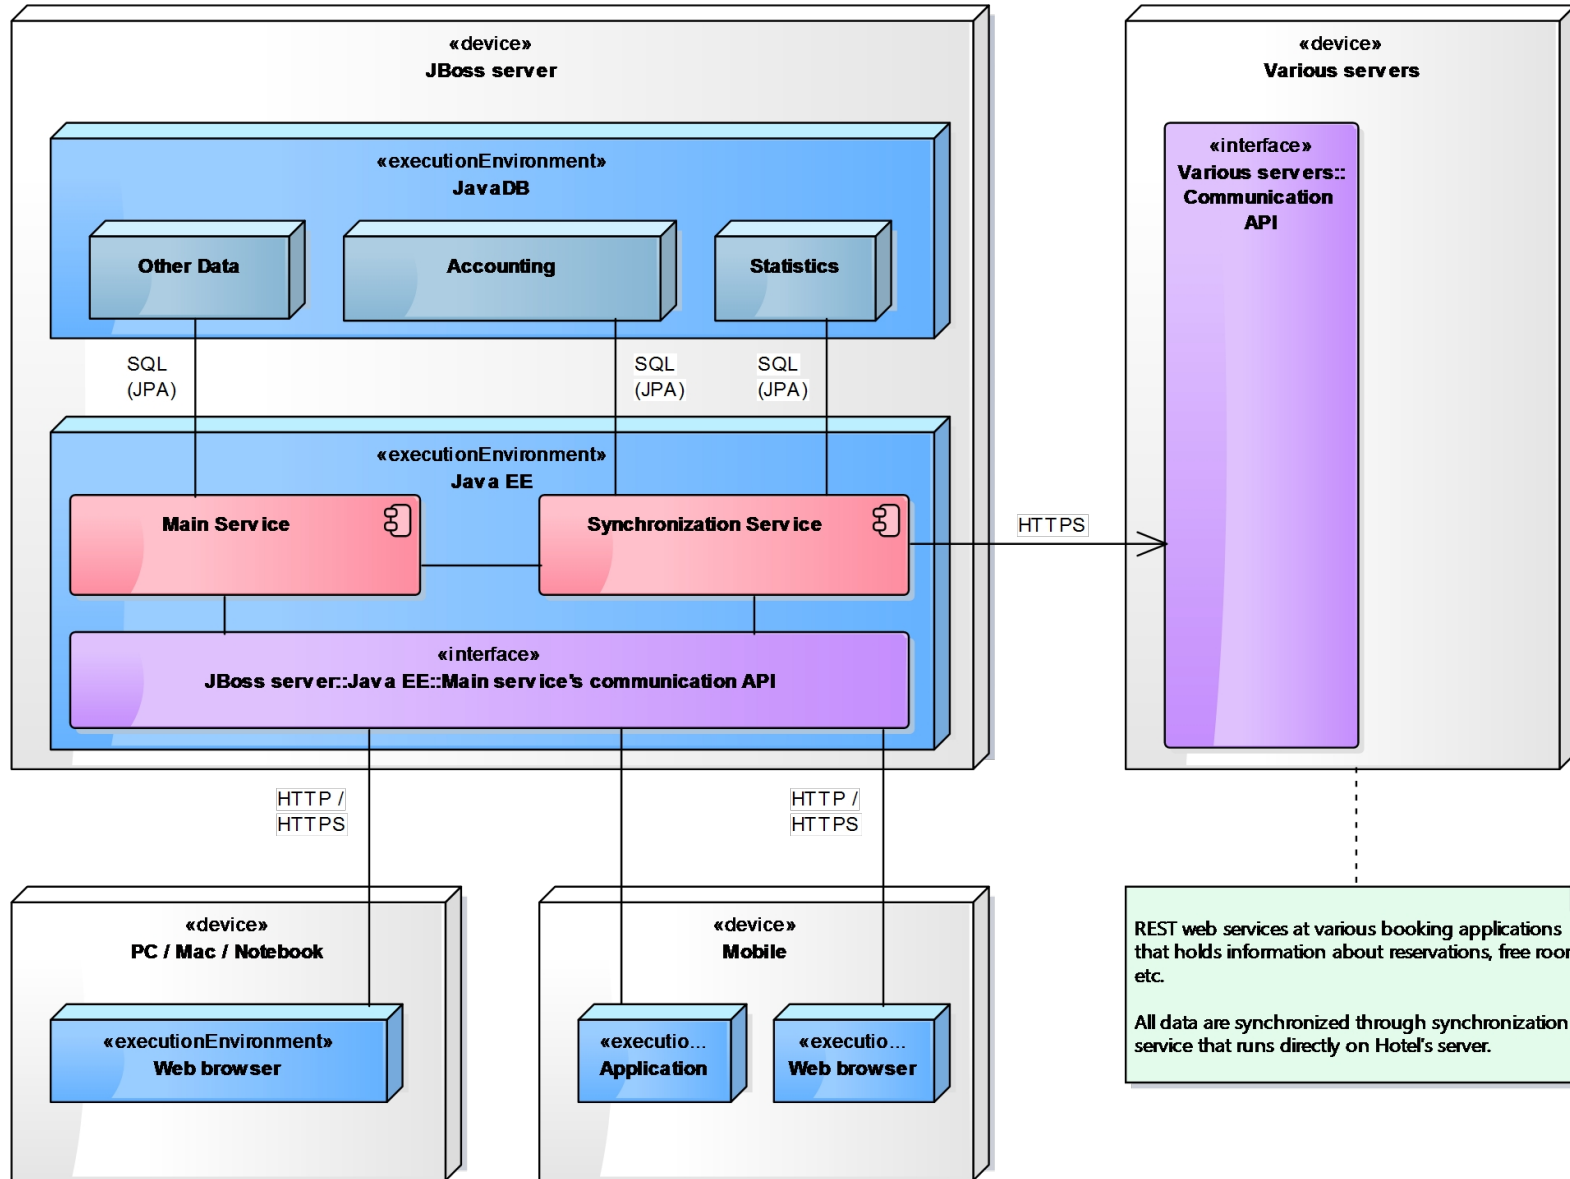 «device»
JBoss server
«executionEnvironment»
JavaDB
Other Data
Accounting
Statistics
SQL
(JPA)
SQL
(JPA)
SQL
(JPA)
«executionEnvironment»
Java EE
Main Service
Synchronization Service
«interface»
JBoss server::Java EE::Main service's communication API
HTTPS
«device»
Various servers
«interface»
Various servers::
Communication
API
HTTP /
HTTPS
HTTP /
HTTPS
«device»
PC / Mac / Notebook
«executionEnvironment»
Web browser
«device»
Mobile
«executio...
Application
«executio...
Web browser
REST web services at various booking applications
that holds information about reservations, free
etc.
All data are synchronized through synchronization
service that runs directly on Hotel's server.